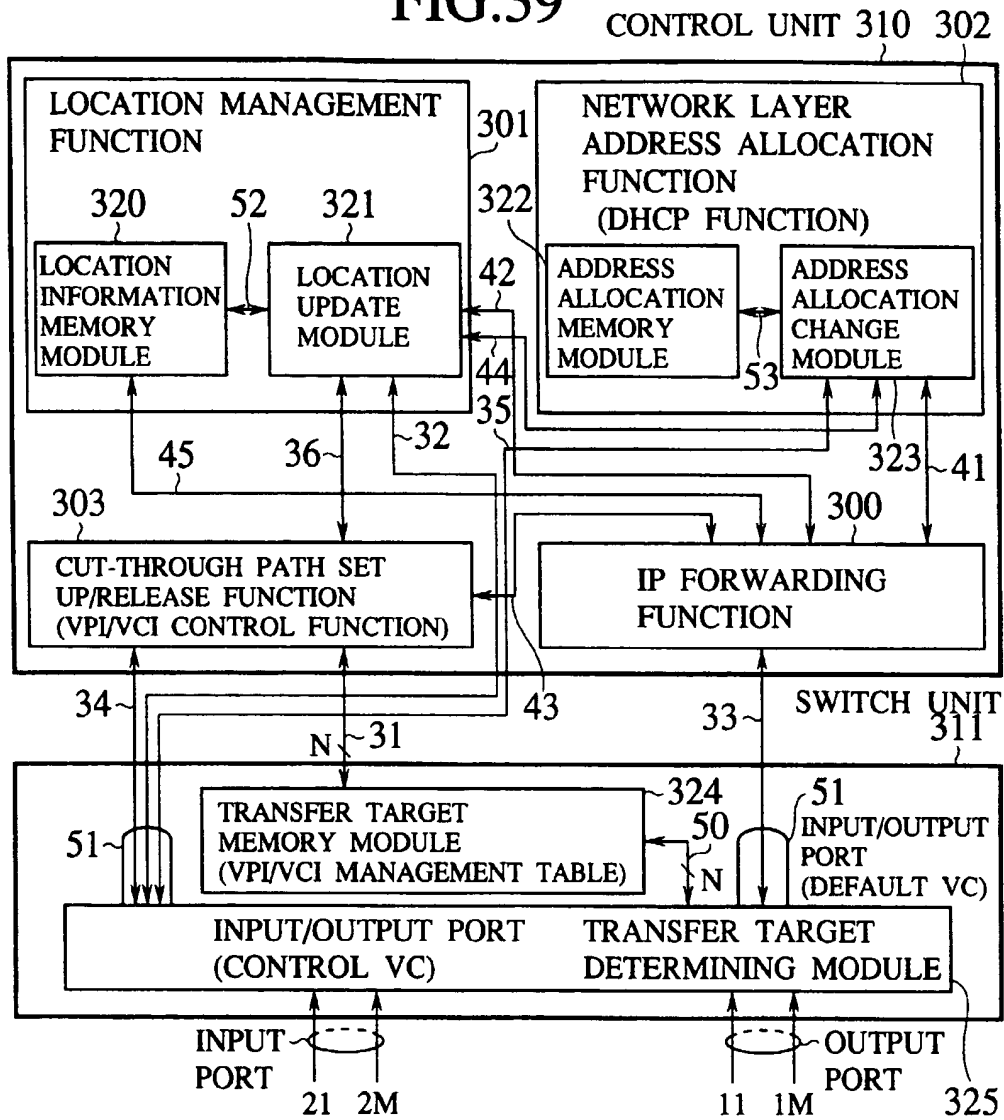 FIG.39
CONTROL UNIT 310 302
LOCATION MANAGEMENT
FUNCTION
301
NETWORK LAYER
ADDRESS ALLOCATION
FUNCTION
(DHCP FUNCTION)
320
52
321
322
LOCATION
INFORMATION
MEMORY
MODULE
LOCATION
UPDATE
MODULE
42
44
ADDRESS
ALLOCATION
MEMORY
MODULE
53
ADDRESS
ALLOCATION
CHANGE
MODULE
45
36
32
35
323
41
303
300
CUT-THROUGH PATH SET
UP/RELEASE FUNCTION
(VPI/VCI CONTROL FUNCTION)
IP FORWARDING
FUNCTION
34
N
31
43
33
SWITCH UNIT
311
51
TRANSFER TARGET
MEMORY MODULE
(VPI/VCI MANAGEMENT TABLE)
324
50
N
51
INPUT/OUTPUT
PORT
(DEFAULT VC)
INPUT/OUTPUT PORT
(CONTROL VC)
TRANSFER TARGET
DETERMINING MODULE
INPUT
PORT
21
2M
11
1M
OUTPUT
PORT
325